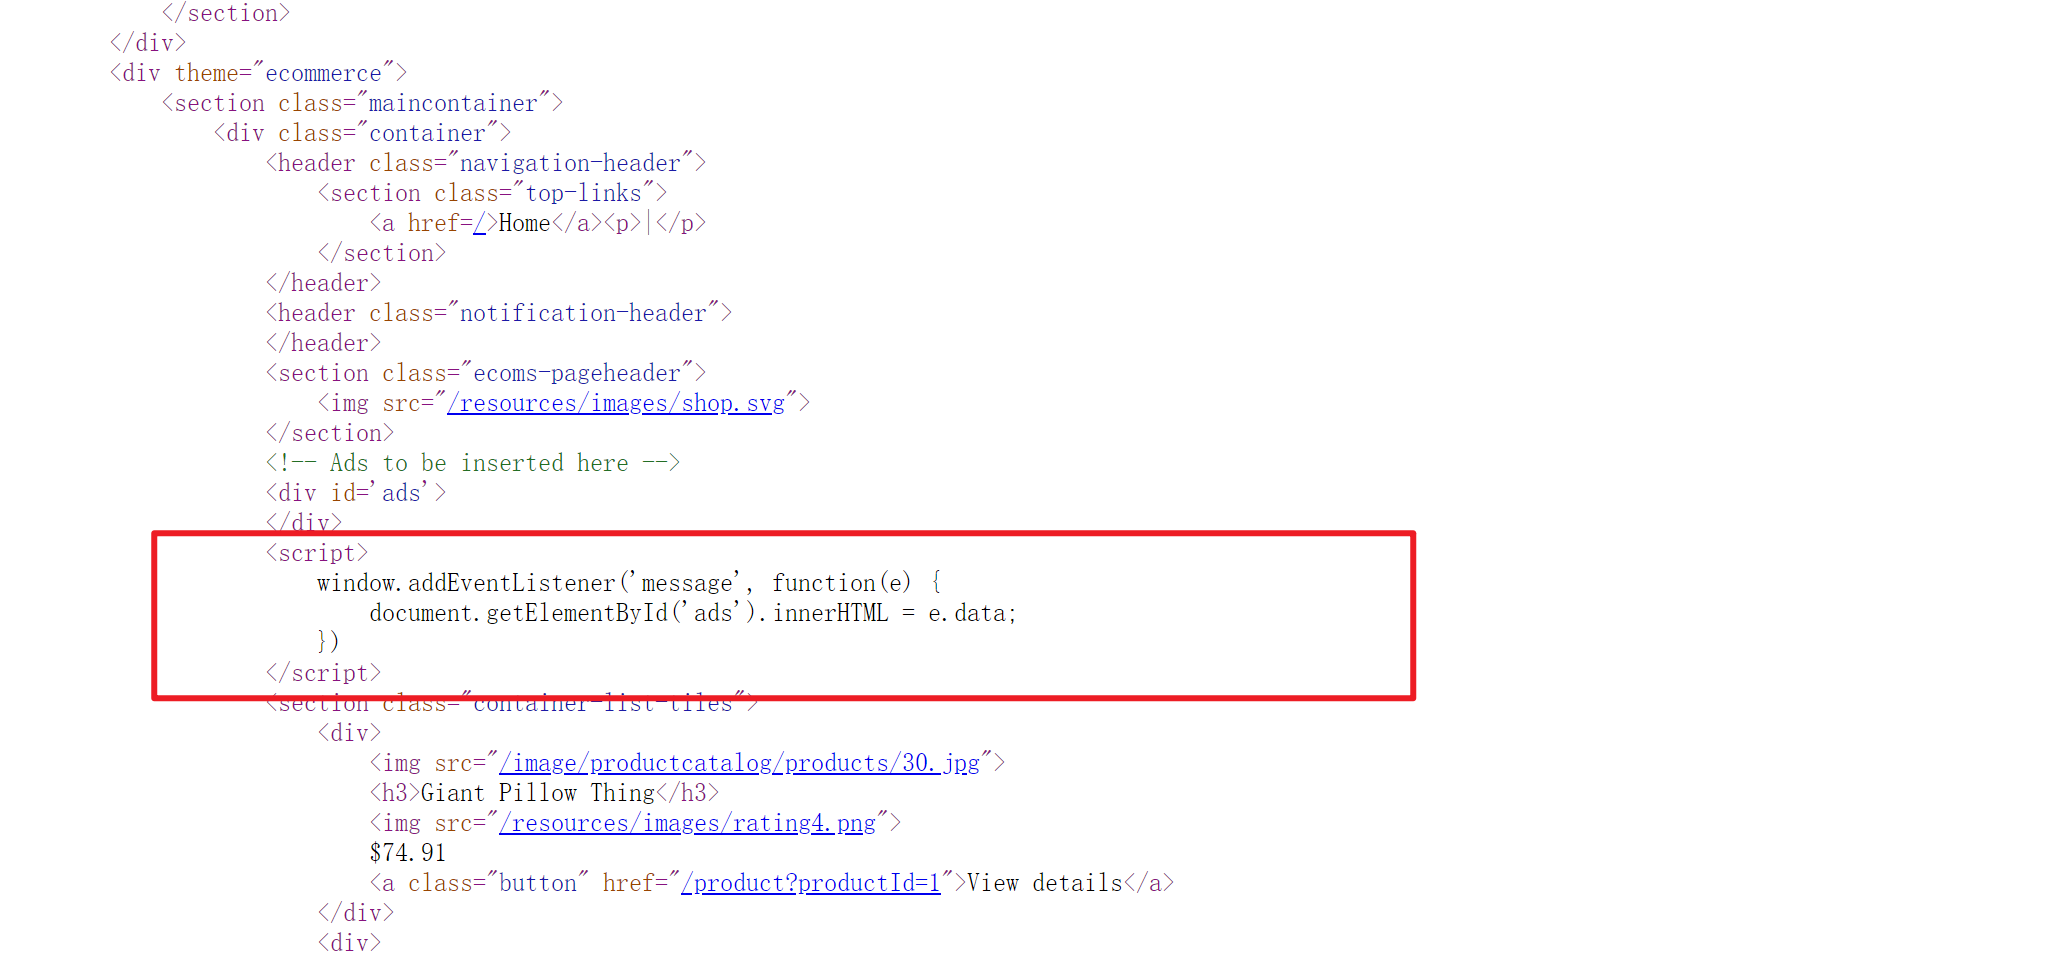 </section>
</div>
<div theme="ecommerce">
<section class="maincontainer">
<div class="container">
<header class="navigation-header">
<section class="top-links">
<a href=/>Home</a><p>|</p>
</section>
</header>
<header class="notification-header">
</header>
<section class="ecoms-pageheader">
<img src="/resources/images/shop.svg">
</section>
<!-- Ads to be inserted here -->
<div id='ads'>
</div>
<script>
window.addEventListener('message', function(e) {
document.getElementById('ads').innerHTML = e.data;
})
</script>
<section class="container-list-tiles">
<div>
<img src="/image/productcatalog/products/30.jpg">
<h3>Giant Pillow Thing</h3>
<img src="/resources/images/rating4.png">
$74.91
<a class="button" href="/product?productId=1">View details</a>
</div>
<div>